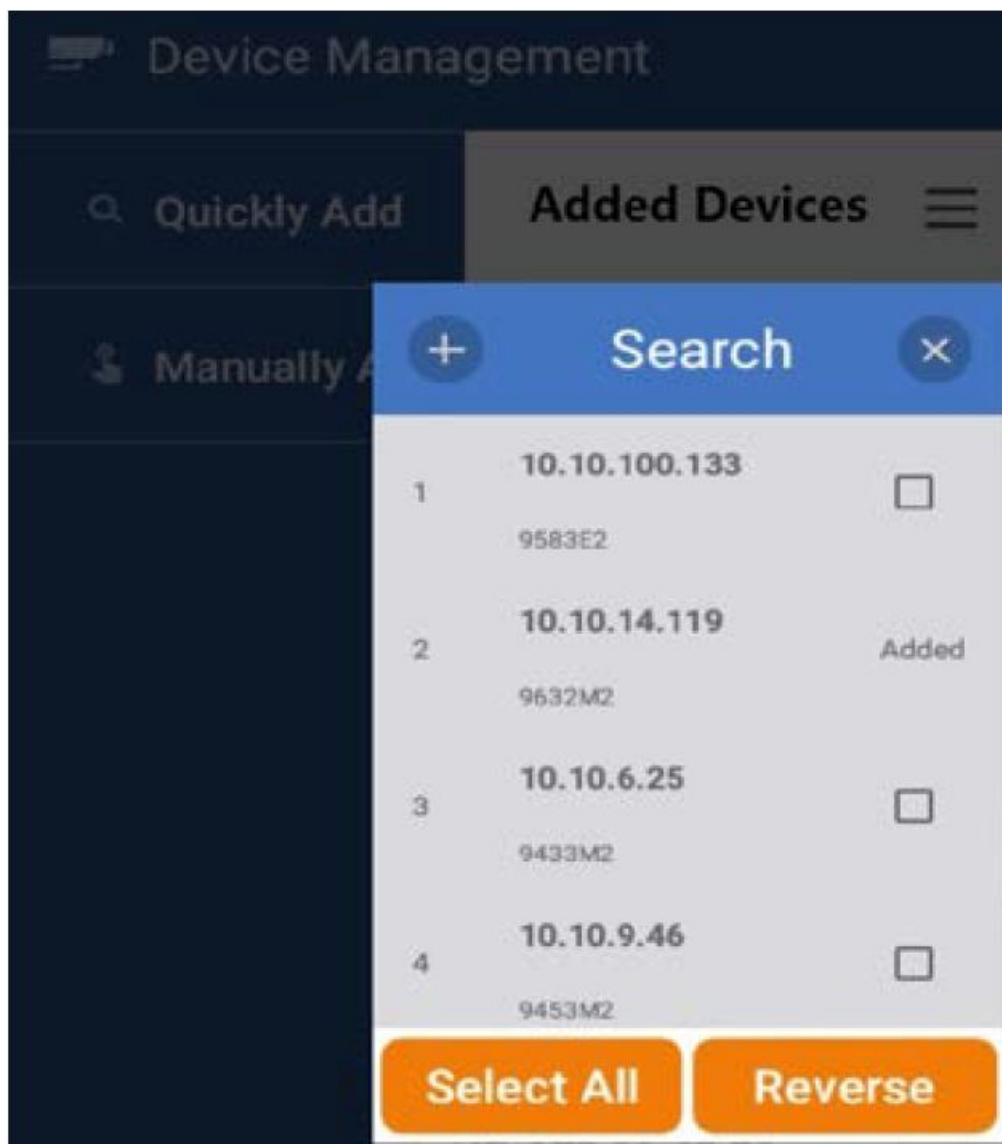 Device Management
Quickly Add
Added Devices
Manually A
+ Search ×
1
10.10.100.133
9583E2
2
10.10.14.119
Added
9632M2
3
10.10.6.25
9433M2
4
10.10.9.46
9453M2
Select All
Reverse